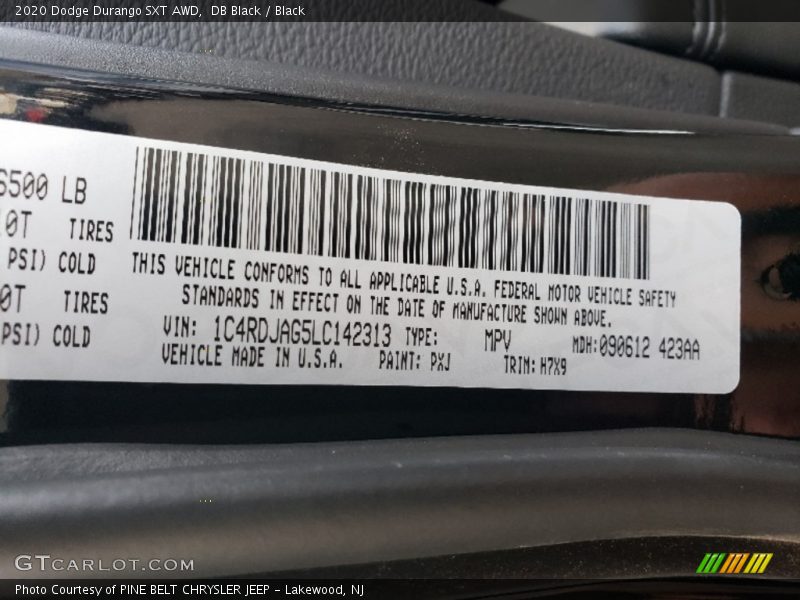 2020 Dodge Durango SXT AWD,  DB Black / Black
6500 LB
0T TIRES
PSI) COLD
0T TIRES
PSI) COLD
THIS VEHICLE CONFORMS TO ALL APPLICABLE U.S.A. FEDERAL MOTOR VEHICLE SAFETY
STANDARDS IN EFFECT ON THE DATE OF MANUFACTURE SHOWN ABOVE.
VIN: 1C4RDJAG5LC142313 TYPE: MPV MDH:090612 423AA
VEHICLE MADE IN U.S.A. PAINT: PXJ TRIM: H7X9
GTCARLOT.COM
Photo Courtesy of PINE BELT CHRYSLER JEEP - Lakewood, NJ